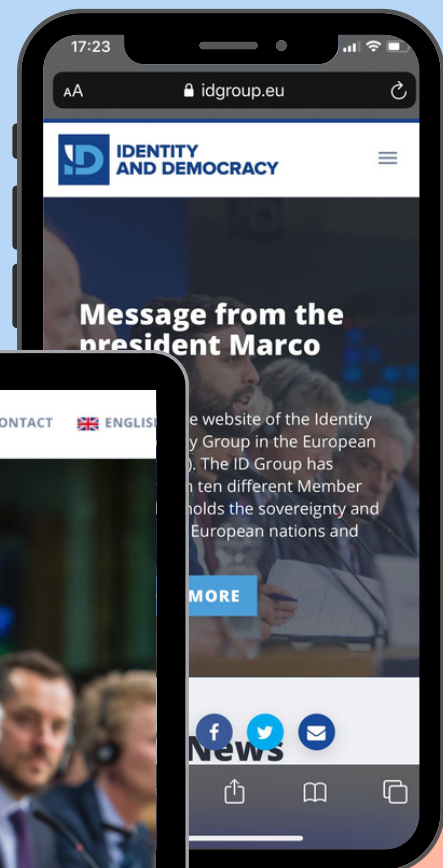 17:23
AA idgroup.eu
IDENTITY
AND DEMOCRACY
Message from the
president Marco
ONTACT ENGLIS
e website of the Identity
y Group in the European
). The ID Group has
ten different Member
holds the sovereignty and
European nations and
MORE
News